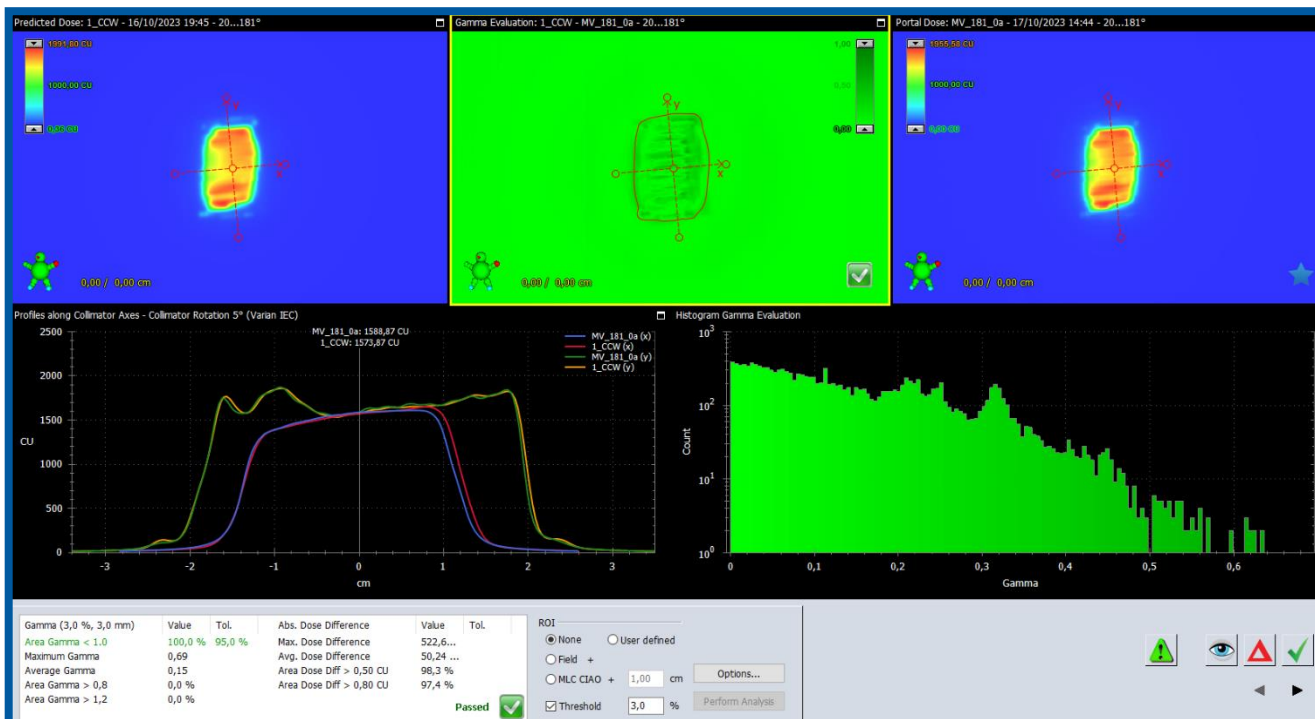 Predicted Dose: 1_CCW - 16/10/2023 19:45 - 20...181°
Gamma Evaluation: 1_CCW - MV_181_0a - 20...181°
Portal Dose: MV_181_0a - 17/10/2023 14:44 - 20...181°
1991,80 CU
1000,00 CU
y
x
0,00 / 0,00 cm
1,00
0,50
0,00
y
x
0,00 / 0,00 cm
1955,58 CU
1000,00 CU
0,00 CU
y
x
0,00 / 0,00 cm
Profiles along Collimator Axes - Collimator Rotation 5° (Varian IEC)
MV_181_0a: 1588,87 CU
1_CCW: 1573,87 CU
MV_181_0a (x)
1_CCW (x)
MV_181_0a (y)
1_CCW (y)
2500
2000
1500
1000
500
0
CU
-3 -2 -1 0 1 2 3
cm
Histogram Gamma Evaluation
10^3
10^2
10^1
10^0
Count
0 0,1 0,2 0,3 0,4 0,5 0,6
Gamma
Gamma (3,0 %, 3,0 mm) Value Tol.
Area Gamma < 1.0 100,0 % 95,0 %
Maximum Gamma 0,69
Average Gamma 0,15
Area Gamma > 0,8 0,0 %
Area Gamma > 1,2 0,0 %
Abs. Dose Difference Value Tol.
Max. Dose Difference 522,6...
Avg. Dose Difference 50,24 ...
Area Dose Diff > 0,50 CU 98,3 %
Area Dose Diff > 0,80 CU 97,4 %
Passed
ROI
None User defined
Field +
MLC CIAO + 1,00 cm
Threshold 3,0 %
Options...
Perform Analysis